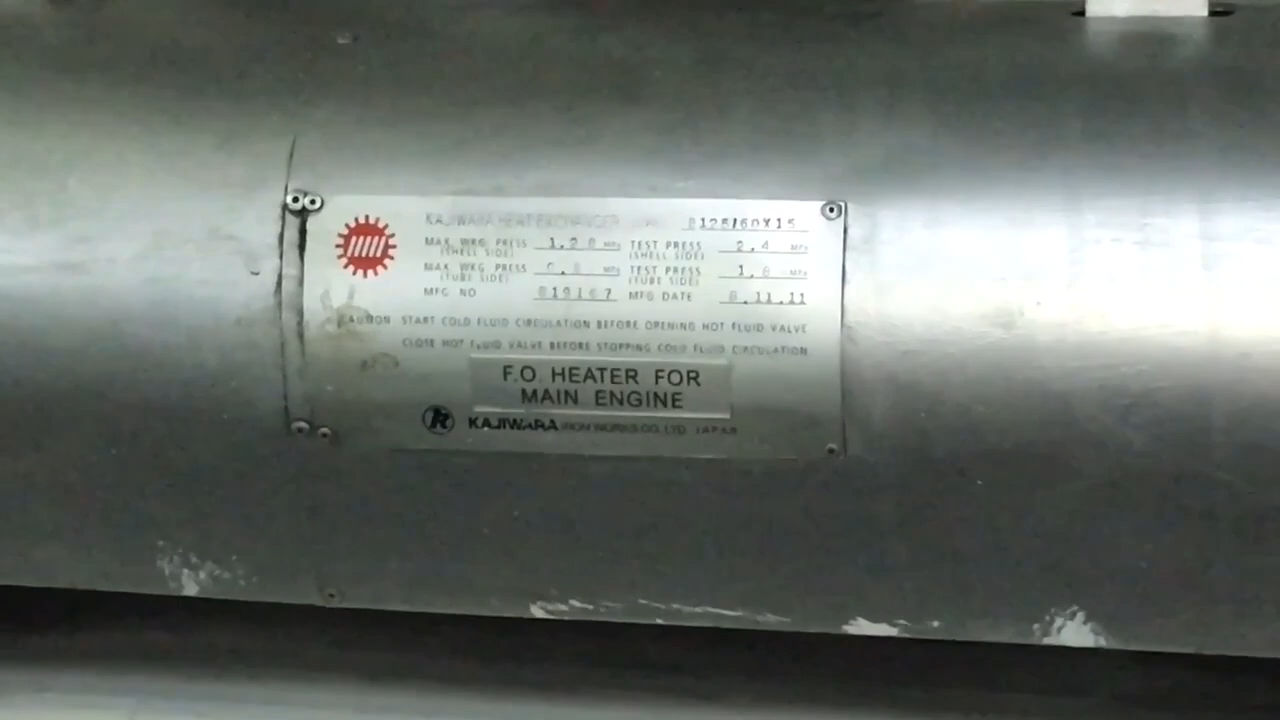 KAJIWARA HEAT EXCHANGER
MAX. WKG. PRESS MPa TEST PRESS 2.4 MPa
(SHELL SIDE) (SHELL SIDE)
MAX. WKG PRESS MPa TEST PRESS MPa
(TUBE SIDE) (TUBE SIDE)
MFG NO MFG DATE 8.11.11
CAUTION START COLD FLUID CIRCULATION BEFORE OPENING HOT FLUID VALVE
CLOSE HOT FLUID VALVE BEFORE STOPPING COLD FLUID CIRCULATION
F.O. HEATER FOR
MAIN ENGINE
KAJIWARA IRON WORKS CO., LTD. JAPAN